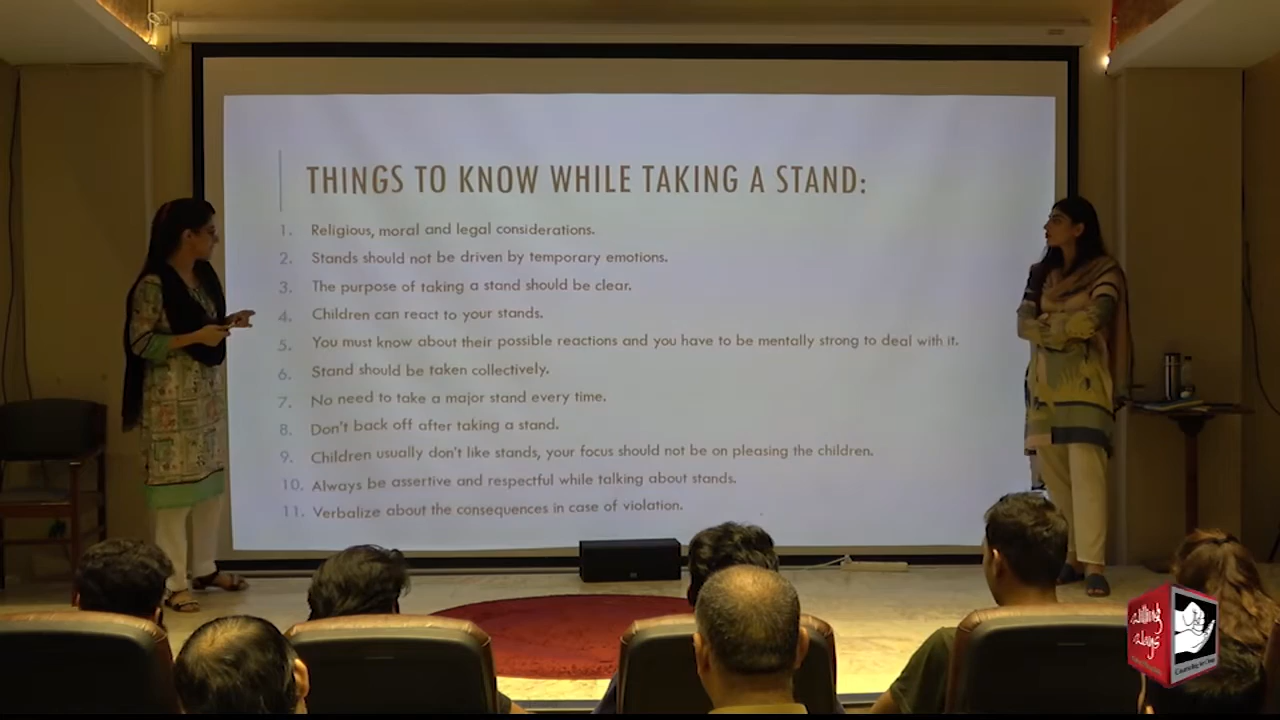 THINGS TO KNOW WHILE TAKING A STAND:
1. Religious, moral and legal considerations.
2. Stands should not be driven by temporary emotions.
3. The purpose of taking a stand should be clear.
4. Children can react to your stands.
5. You must know about their possible reactions and you have to be mentally strong to deal with it.
6. Stand should be taken collectively.
7. No need to take a major stand every time.
8. Don't back off after taking a stand.
9. Children usually don't like stands, your focus should not be on pleasing the children.
10. Always be assertive and respectful while talking about stands.
11. Verbalize about the consequences in case of violation.
Willing
Ways